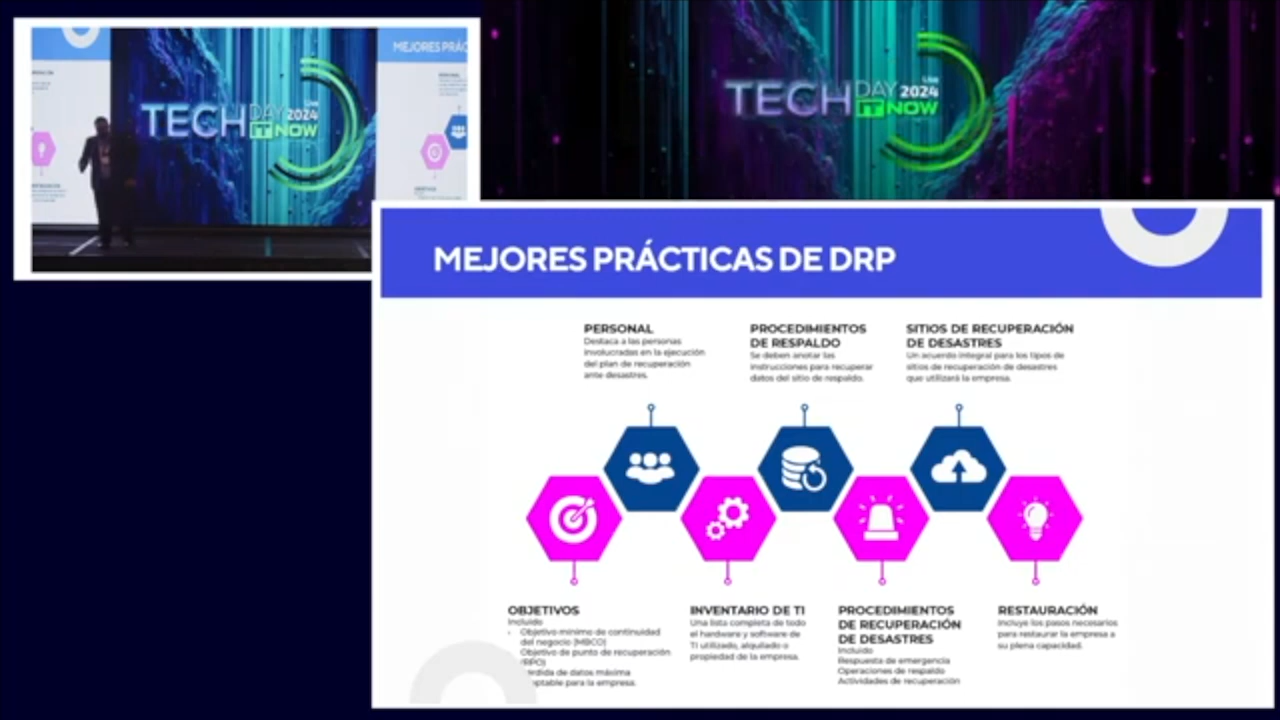 MEJORES PRÁC
TECH DAY Live 2024
IT NOW
TECH DAY Live 2024
IT NOW
MEJORES PRÁCTICAS DE DRP
PERSONAL
Destaca a las personas
involucradas en la ejecución
del plan de recuperación
ante desastres.
PROCEDIMIENTOS
DE RESPALDO
Se deben anotar las
instrucciones para recuperar
datos del sitio de respaldo.
SITIOS DE RECUPERACIÓN
DE DESASTRES
Un acuerdo integral para los tipos de
sitios de recuperación de desastres
que utilizará la empresa.
OBJETIVOS
Incluido
Objetivo mínimo de continuidad
del negocio (MBCO)
Objetivo de punto de recuperación
(RPO)
de datos máxima
para la empresa.
INVENTARIO DE TI
Una lista completa de todo
el hardware y software de
TI utilizado, alquilado o
propiedad de la empresa.
PROCEDIMIENTOS
DE RECUPERACIÓN
DE DESASTRES
Incluido
Respuesta de emergencia
Operaciones de respaldo
Actividades de recuperación
RESTAURACIÓN
Incluye los pasos necesarios
para restaurar la empresa a
su plena capacidad.